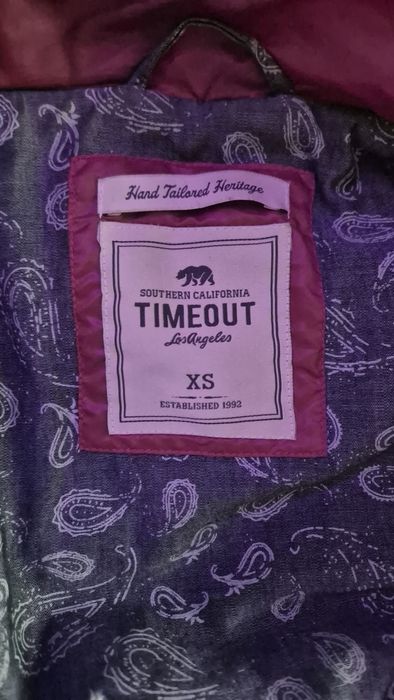 Hand Tailored Heritage
SOUTHERN CALIFORNIA
TIMEOUT
Los Angeles
XS
ESTABLISHED 1992